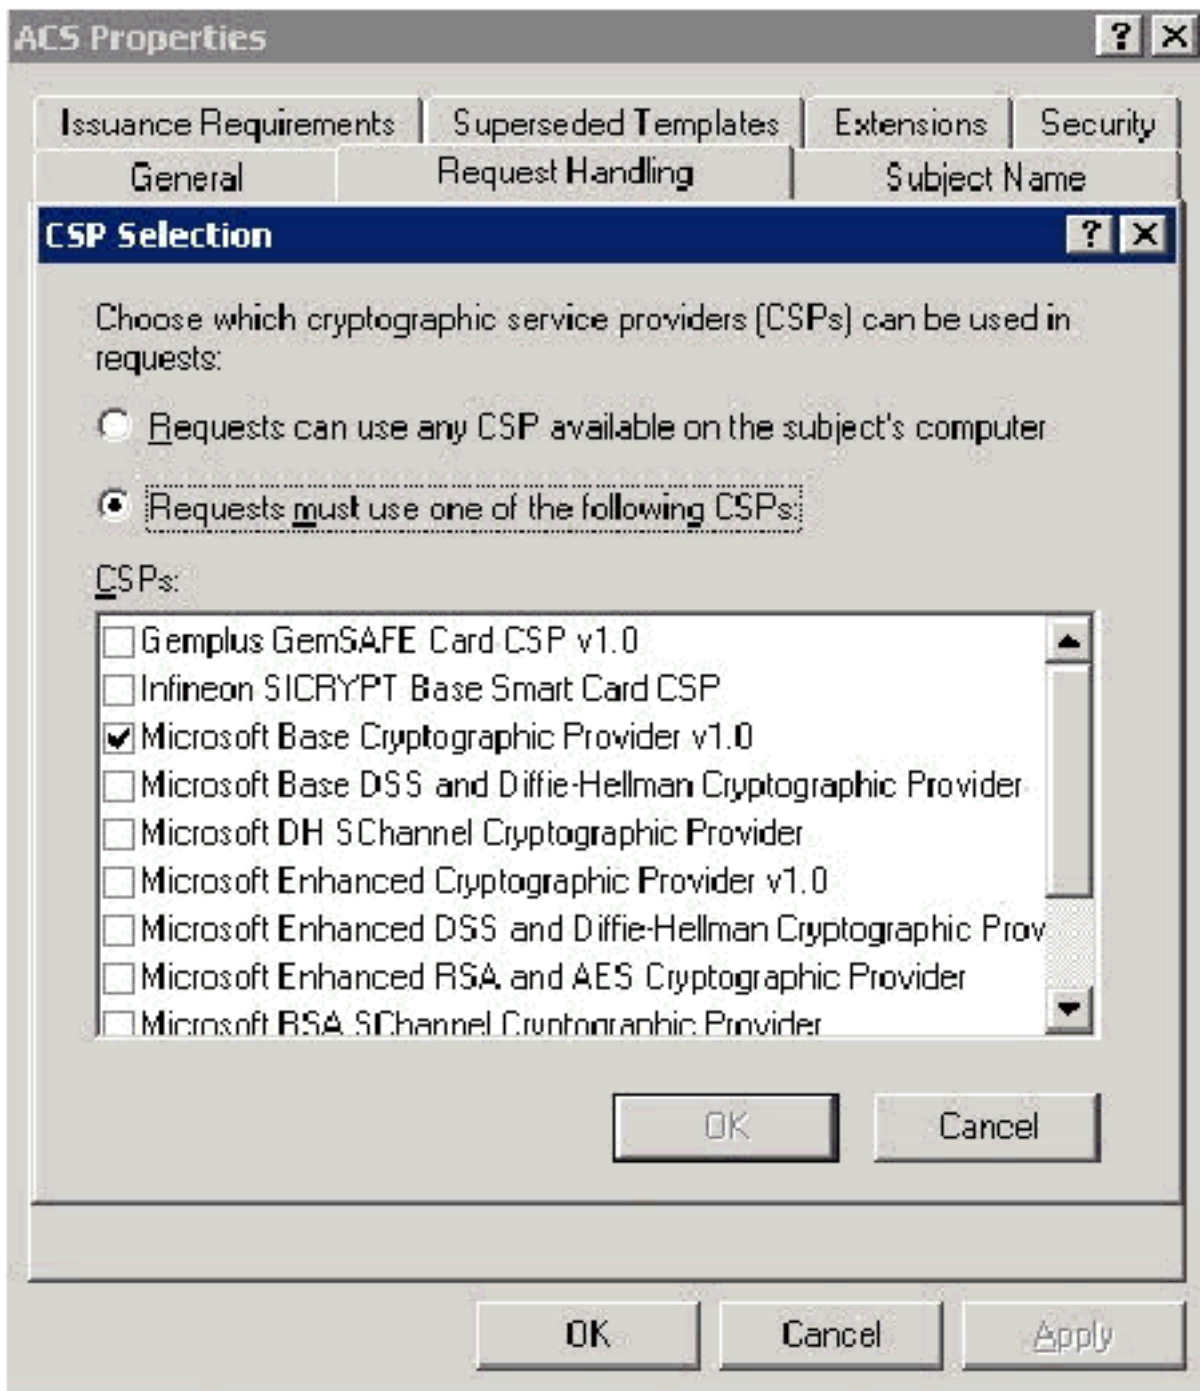 ACS Properties
Issuance Requirements
Superseded Templates
Extensions
Security
General
Request Handling
Subject Name
CSP Selection
Choose which cryptographic service providers (CSPs) can be used in
requests:
Requests can use any CSP available on the subject's computer
Requests must use one of the following CSPs:
CSPs:
Gemplus GemSAFE Card CSP v1.0
Infineon SICRYPT Base Smart Card CSP
Microsoft Base Cryptographic Provider v1.0
Microsoft Base DSS and Diffie-Hellman Cryptographic Provider
Microsoft DH SChannel Cryptographic Provider
Microsoft Enhanced Cryptographic Provider v1.0
Microsoft Enhanced DSS and Diffie-Hellman Cryptographic Prov
Microsoft Enhanced RSA and AES Cryptographic Provider
Microsoft RSA SChannel Cryptographic Provider
OK
Cancel
OK
Cancel
Apply